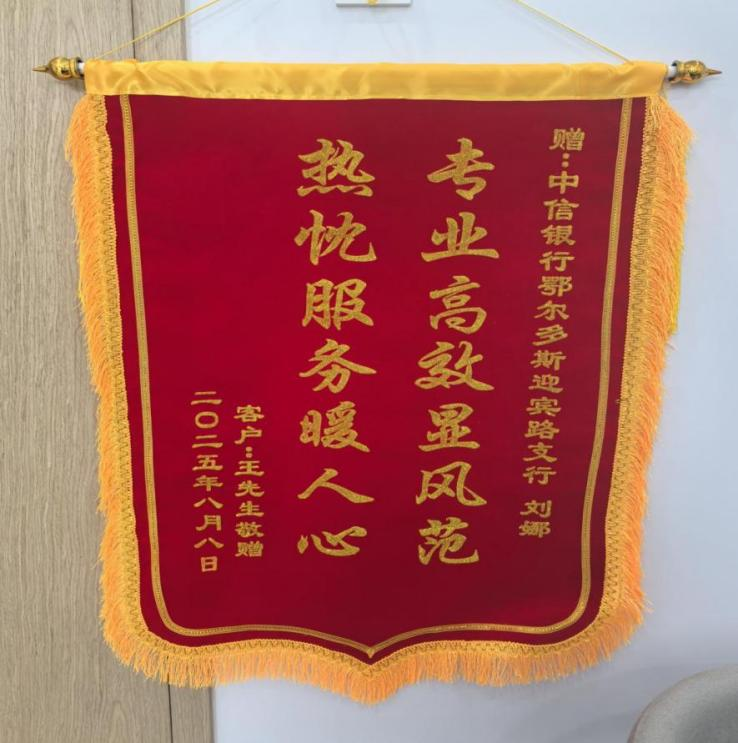 赠：中信银行鄂尔多斯迎宾路支行 刘娜
专业高效显风范
热忱服务暖人心
客户：王先生敬赠
二〇二五年八月八日